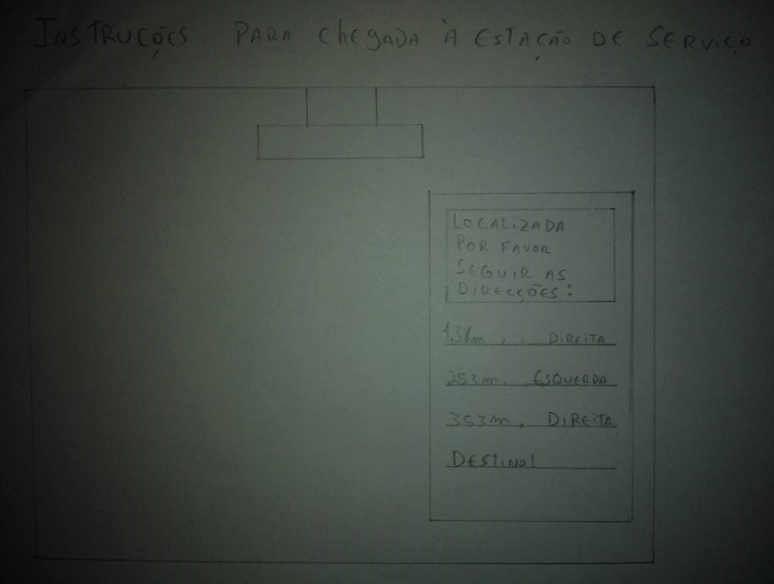 INSTRUÇÕES PARA Chegada À ESTAÇÃO DE SERVIÇO
LOCALIZADA
POR FAVOR
SEGUIR AS
DIRECÇÕES:
1.3Km, DIREITA
253m, ESQUERDA
353m, DIREITA
DESTINO!